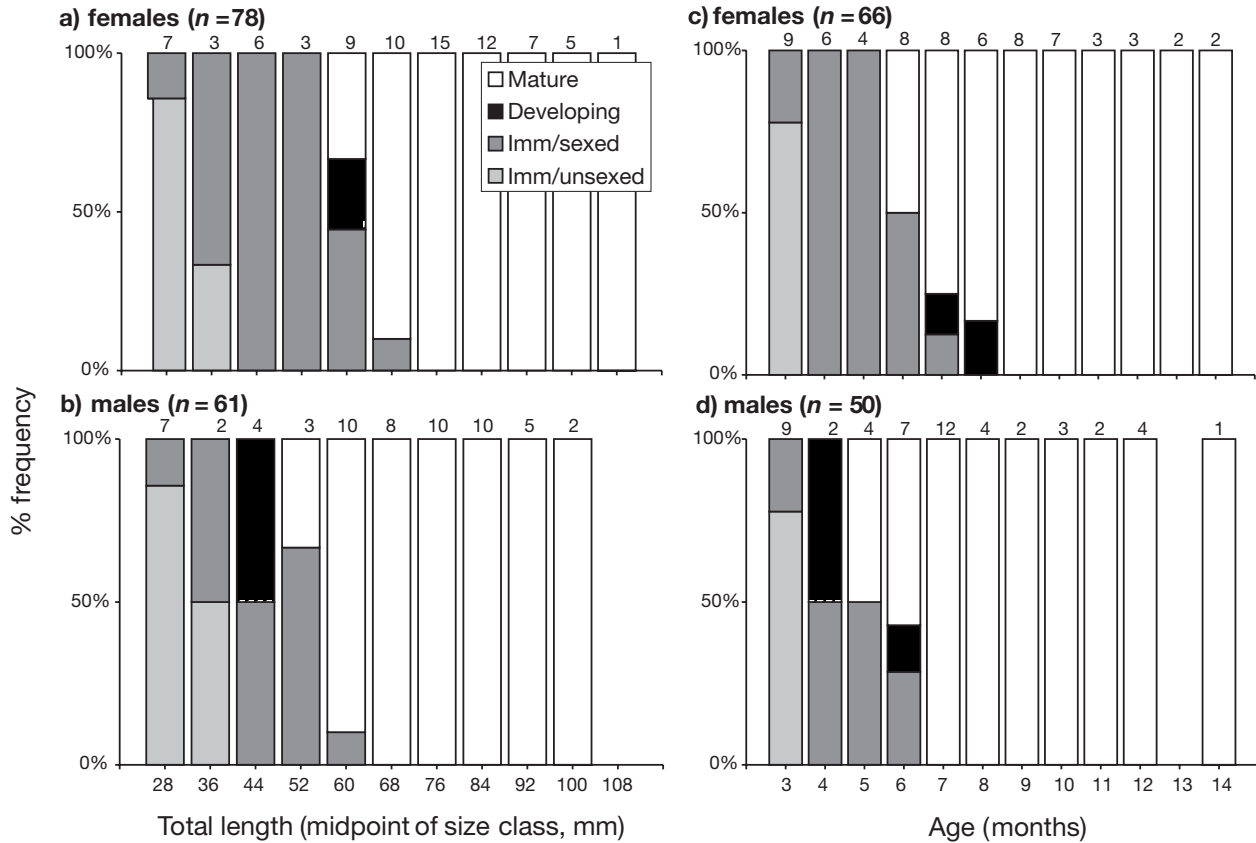 a) females (n = 78)
7 3 6 3 9 10 15 12 7 5 1
100%
50%
0%
Mature
Developing
Imm/sexed
Imm/unsexed
b) males (n = 61)
7 2 4 3 10 8 10 10 5 2
100%
50%
0%
28 36 44 52 60 68 76 84 92 100 108
Total length (midpoint of size class, mm)
% frequency
c) females (n = 66)
9 6 4 8 8 6 8 7 3 3 2 2
100%
50%
0%
d) males (n = 50)
9 2 4 7 12 4 2 3 2 4 1
100%
50%
0%
3 4 5 6 7 8 9 10 11 12 13 14
Age (months)